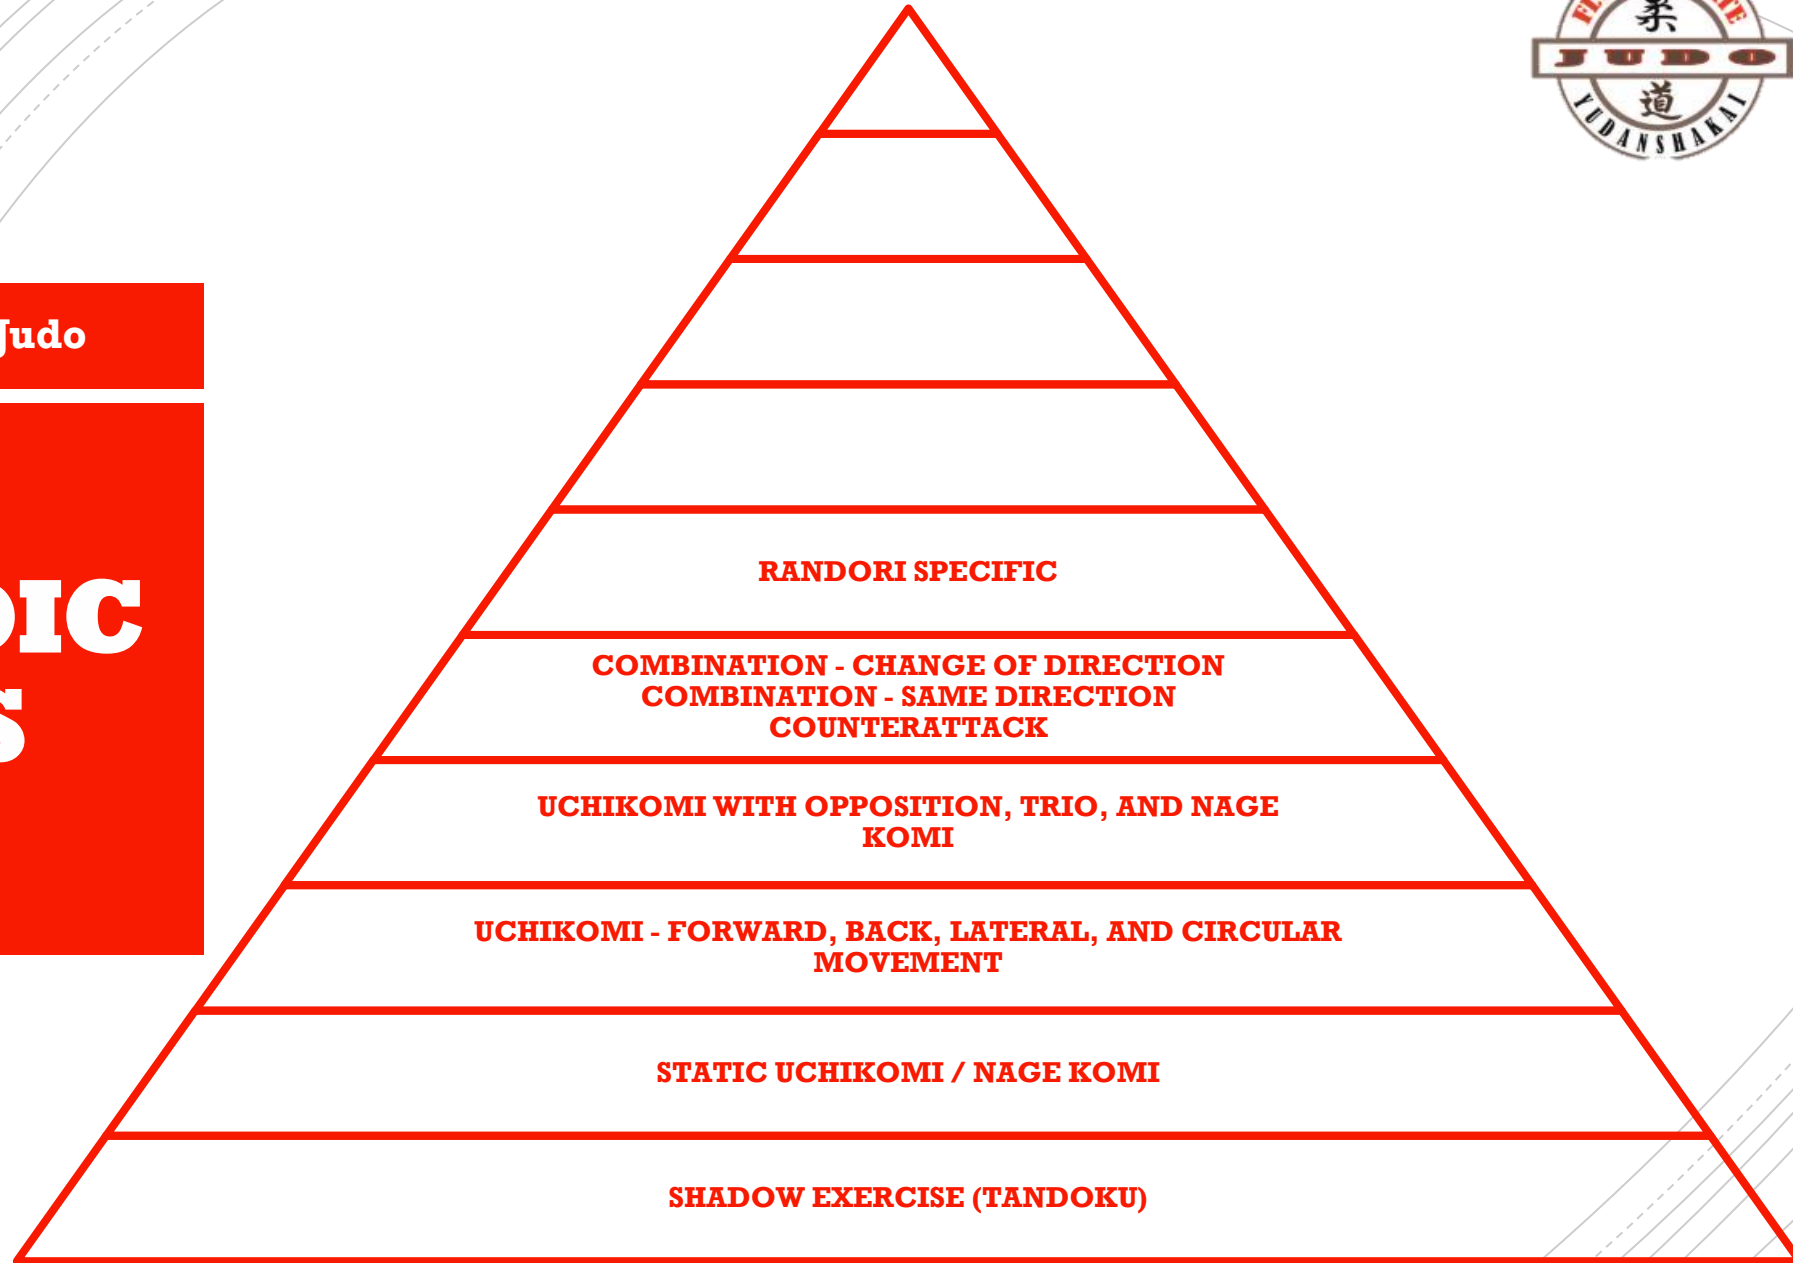 柔
JUDO
道
YUDANSHAKAI
Judo
RANDORI SPECIFIC
COMBINATION - CHANGE OF DIRECTION
COMBINATION - SAME DIRECTION
COUNTERATTACK
UCHIKOMI WITH OPPOSITION, TRIO, AND NAGE
KOMI
UCHIKOMI - FORWARD, BACK, LATERAL, AND CIRCULAR
MOVEMENT
STATIC UCHIKOMI / NAGE KOMI
SHADOW EXERCISE (TANDOKU)